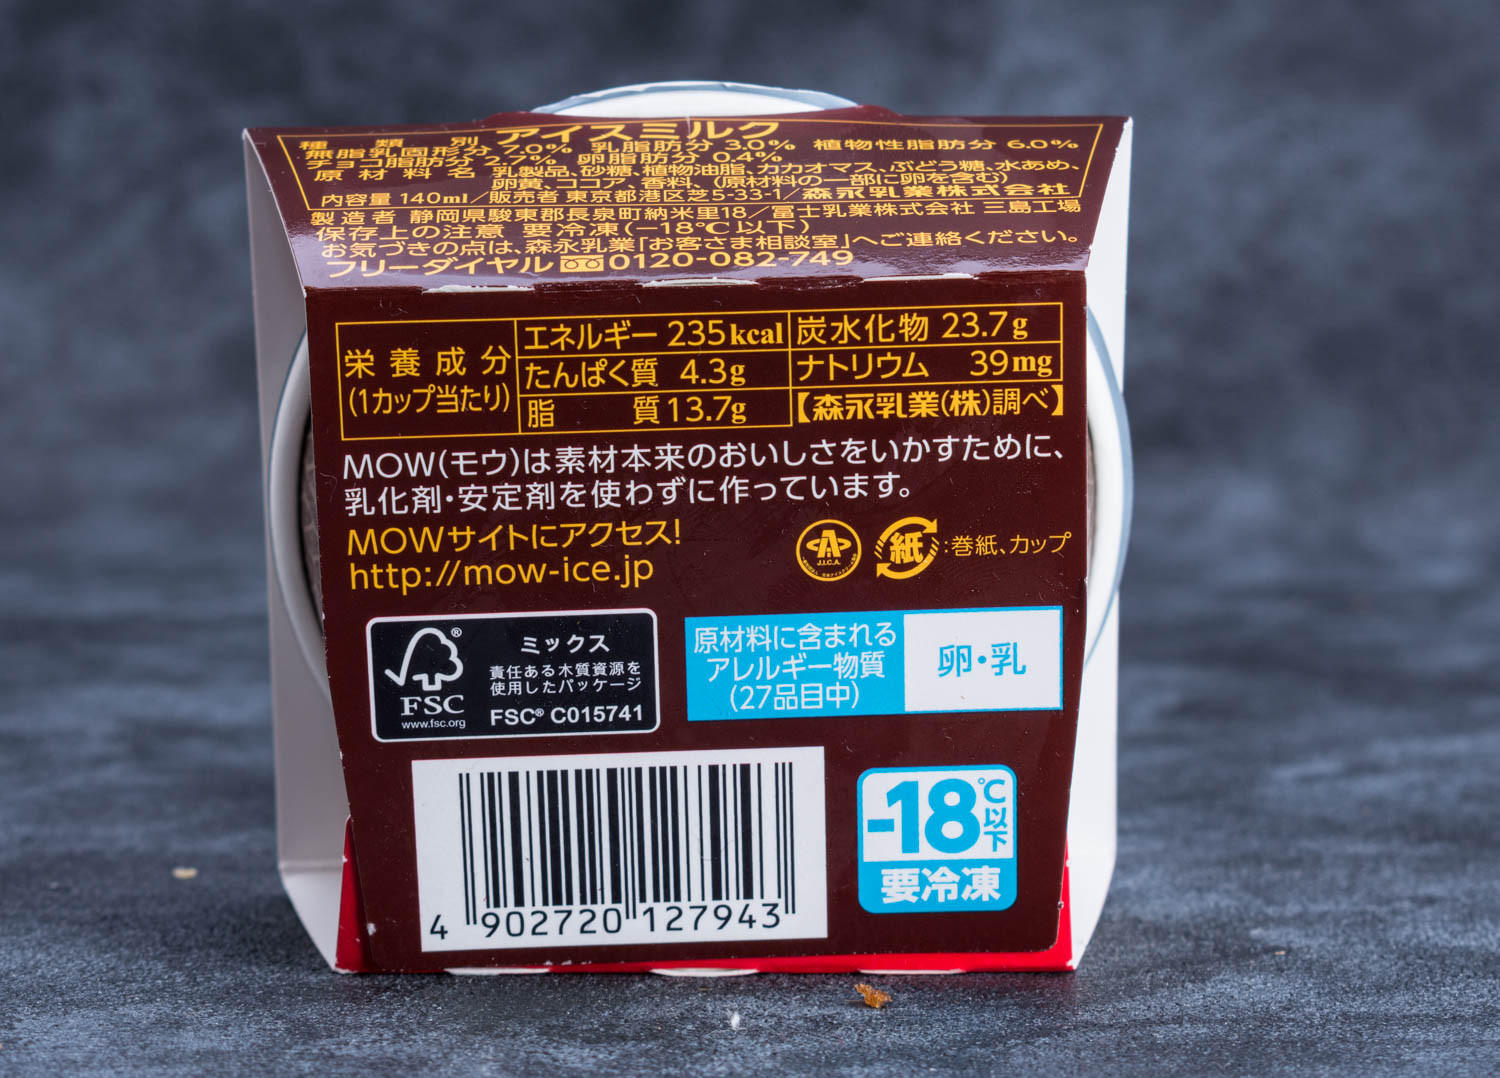 種類別 アイスミルク
無脂乳固形分 7.0% 乳脂肪分 3.0% 植物性脂肪分 6.0%
チョコ脂肪分 2.7% 卵脂肪分 0.4%
原材料名 乳製品、砂糖、植物油脂、カカオマス、ぶどう糖、水あめ、
卵黄、ココア、香料、(原材料の一部に卵を含む)
内容量 140ml/販売者 東京都港区芝5-33-1/森永乳業株式会社
製造者 静岡県駿東郡長泉町納米里18/冨士乳業株式会社 三島工場
保存上の注意 要冷凍(-18℃以下)
お気づきの点は、森永乳業「お客さま相談室」へご連絡ください。
フリーダイヤル 0120-082-749
栄養成分
(1カップ当たり)
エネルギー 235kcal 炭水化物 23.7g
たんぱく質 4.3g ナトリウム 39mg
脂質 13.7g 【森永乳業(株)調べ】
MOW(モウ)は素材本来のおいしさをいかすために、
乳化剤・安定剤を使わずに作っています。
MOWサイトにアクセス!
http://mow-ice.jp
J.I.C.A.
紙:巻紙、カップ
FSC®
www.fsc.org
ミックス
責任ある木質資源を
使用したパッケージ
FSC® C015741
原材料に含まれる
アレルギー物質
(27品目中)
卵・乳
4 902720 127943
-18℃以下
要冷凍